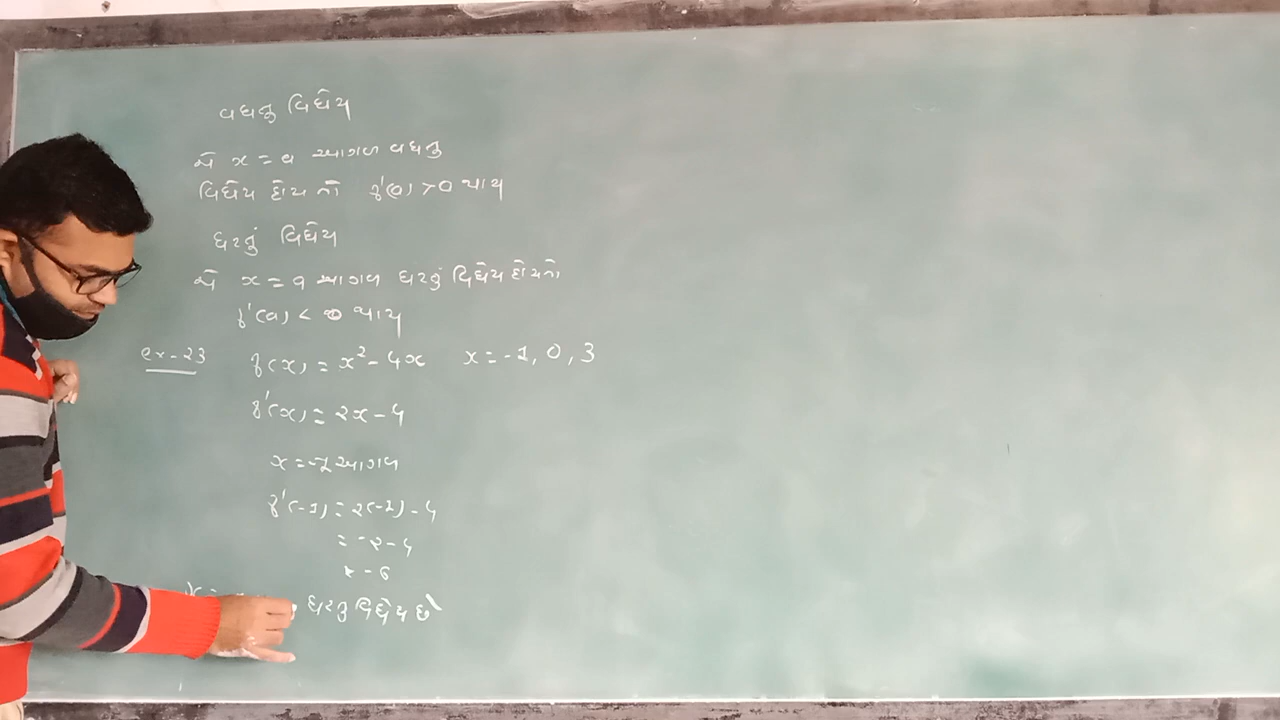 વધતુ વિધેય
જો x = a આગળ વધતુ
વિધેય હોય તો f'(a) > 0 થાય
ઘટતું વિધેય
જો x = a આગળ ઘટતું વિધેય હોય તો
f'(a) < 0 થાય
ex-23 f(x) = x² - 4x x = -1, 0, 3
f'(x) = 2x - 4
x = -1 આગળ
f'(-1) = 2(-1) - 4
= -2 - 4
= -6
x = ઘટતુ વિધેય છે